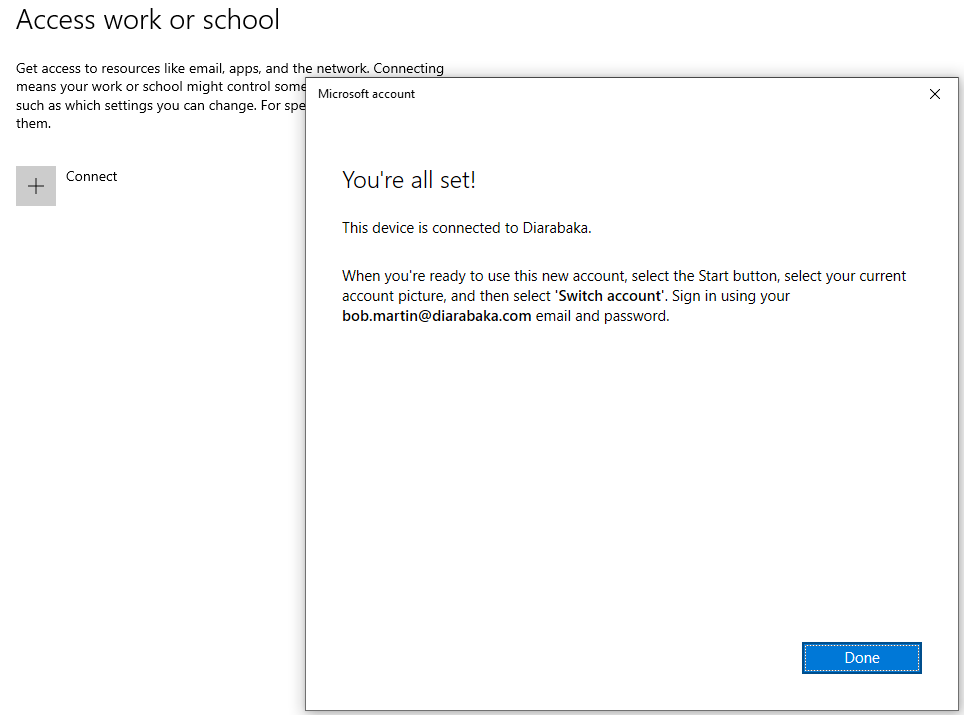 Access work or school
Get access to resources like email, apps, and the network. Connecting
means your work or school might control some
such as which settings you can change. For spe
them.
Connect
Microsoft account
You're all set!
This device is connected to Diarabaka.
When you're ready to use this new account, select the Start button, select your current
account picture, and then select 'Switch account'. Sign in using your
bob.martin@diarabaka.com email and password.
Done